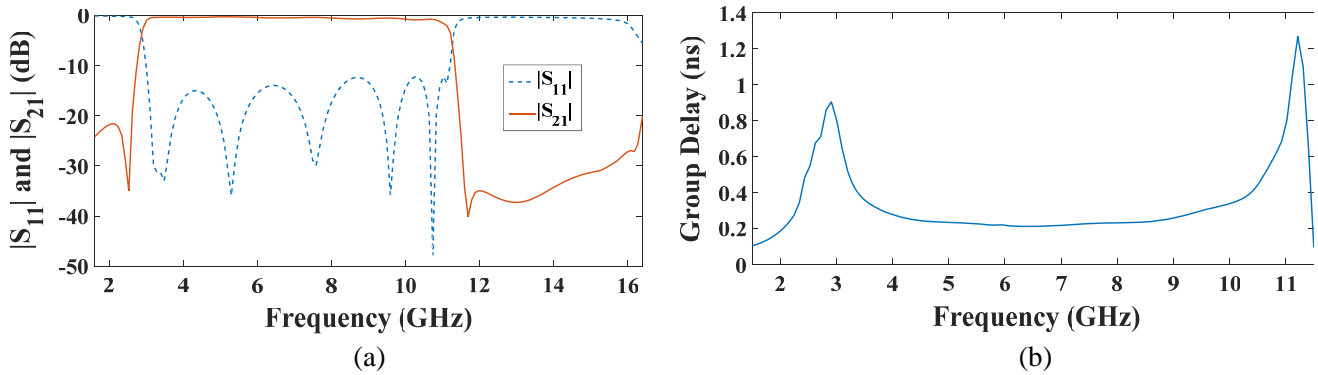 |S11| and |S21| (dB)
0
-10
-20
-30
-40
-50
2 4 6 8 10 12 14 16
Frequency (GHz)
|S11|
|S21|
(a)
Group Delay (ns)
1.4
1.2
1
0.8
0.6
0.4
0.2
0
2 3 4 5 6 7 8 9 10 11
Frequency (GHz)
(b)